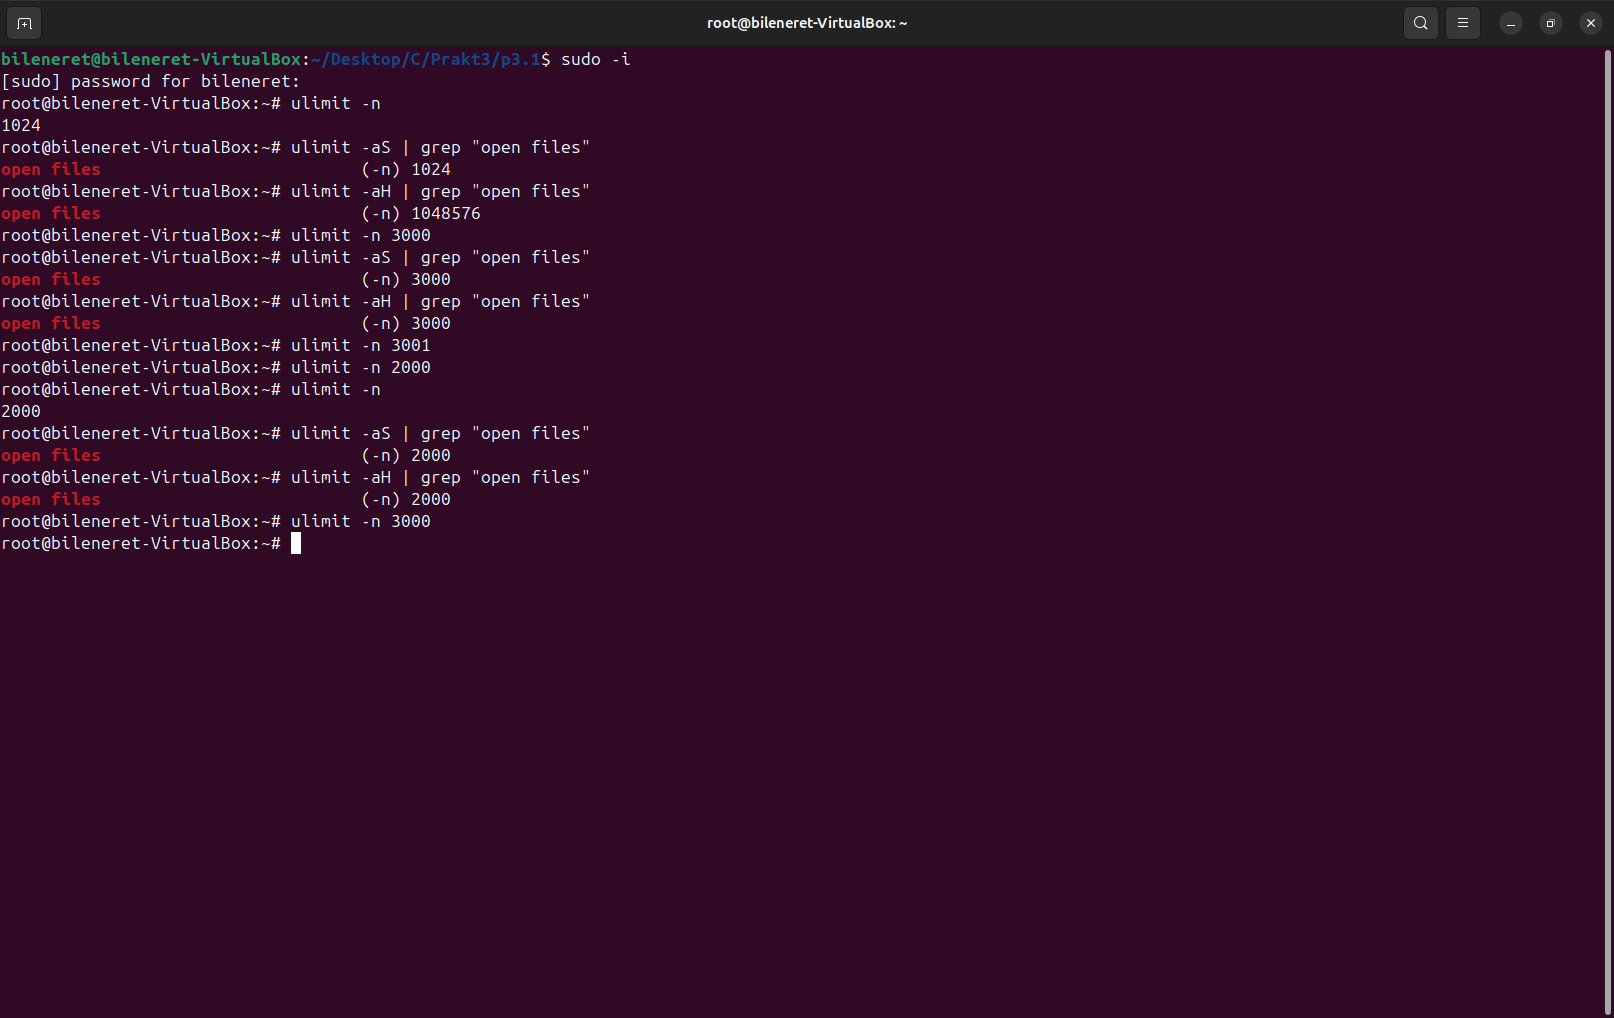 root@bileneret-VirtualBox: ~
bileneret@bileneret-VirtualBox:~/Desktop/C/Prakt3/p3.1$ sudo -i
[sudo] password for bileneret:
root@bileneret-VirtualBox:~# ulimit -n
1024
root@bileneret-VirtualBox:~# ulimit -aS | grep "open files"
open files                          (-n) 1024
root@bileneret-VirtualBox:~# ulimit -aH | grep "open files"
open files                          (-n) 1048576
root@bileneret-VirtualBox:~# ulimit -n 3000
root@bileneret-VirtualBox:~# ulimit -aS | grep "open files"
open files                          (-n) 3000
root@bileneret-VirtualBox:~# ulimit -aH | grep "open files"
open files                          (-n) 3000
root@bileneret-VirtualBox:~# ulimit -n 3001
root@bileneret-VirtualBox:~# ulimit -n 2000
root@bileneret-VirtualBox:~# ulimit -n
2000
root@bileneret-VirtualBox:~# ulimit -aS | grep "open files"
open files                          (-n) 2000
root@bileneret-VirtualBox:~# ulimit -aH | grep "open files"
open files                          (-n) 2000
root@bileneret-VirtualBox:~# ulimit -n 3000
root@bileneret-VirtualBox:~#